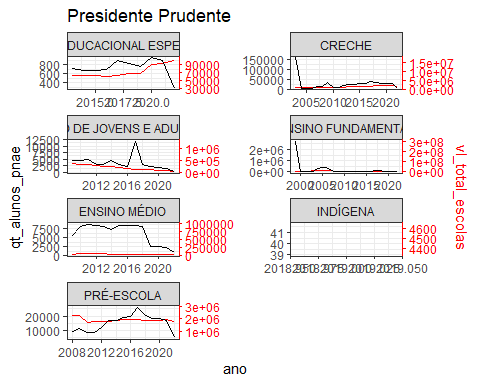 Presidente Prudente
DUCACIONAL ESPE
CRECHE
800
600
400
90000
70000
50000
30000
2015.0 2017.5 2020.0
150000
100000
50000
0
1.5e+07
1.0e+07
5.0e+06
0.0e+00
2005 2010 2015 2020
DE JOVENS E ADU
NSINO FUNDAMENTA
12500
10000
7500
5000
2500
1e+06
5e+05
0e+00
2012 2016 2020
2e+06
1e+06
0e+00
3e+08
2e+08
1e+08
0e+00
2000 2005 2010 2015 2020
ENSINO MÉDIO
INDÍGENA
7500
5000
2500
0
1000000
750000
500000
250000
0
2012 2016 2020
41
40
39
4600
4500
4400
PRÉ-ESCOLA
20000
10000
3e+06
2e+06
1e+06
2008 2012 2016 2020
qt_alunos_pnae
vl_total_escolas
ano